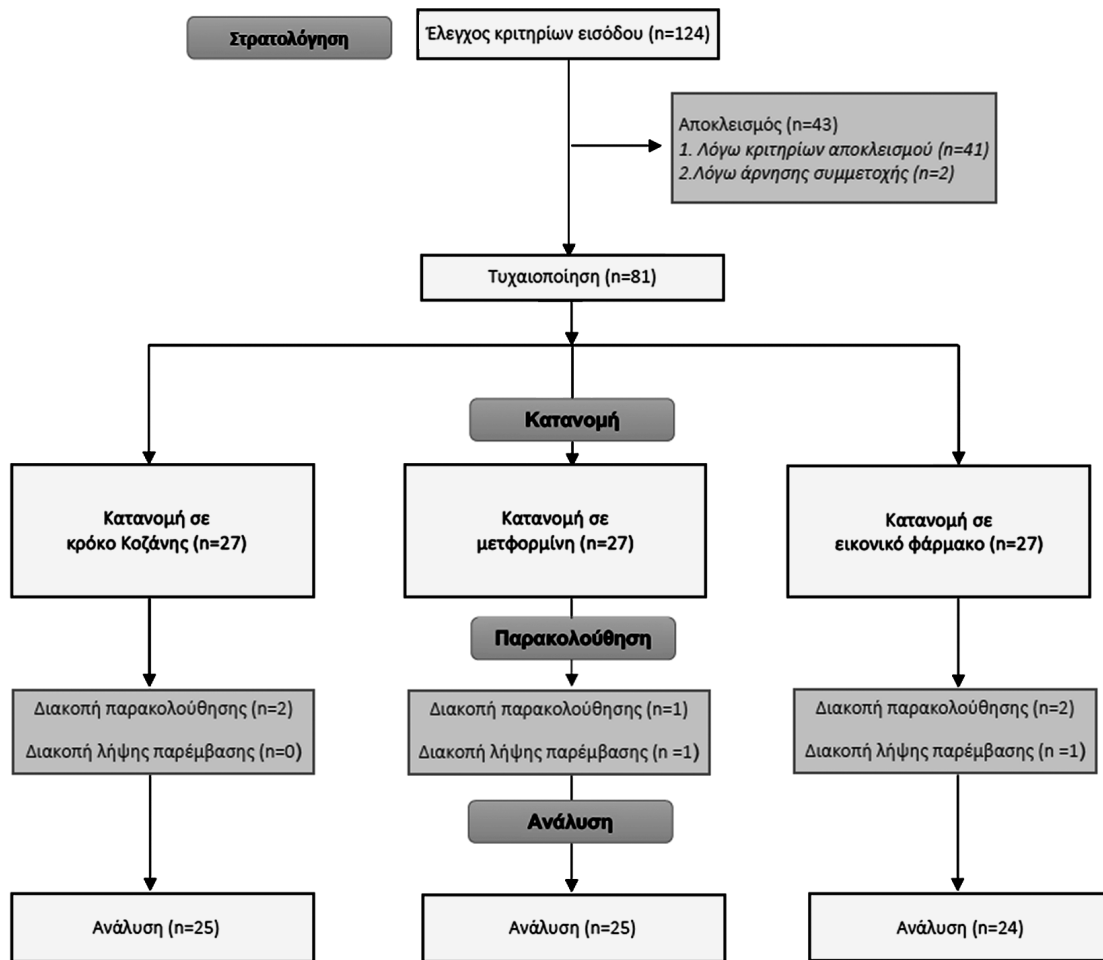 Στρατολόγηση
Έλεγχος κριτηρίων εισόδου (n=124)
Αποκλεισμός (n=43)
1. Λόγω κριτηρίων αποκλεισμού (n=41)
2.Λόγω άρνησης συμμετοχής (n=2)
Τυχαιοποίηση (n=81)
Κατανομή
Κατανομή σε
κρόκο Κοζάνης (n=27)
Κατανομή σε
μετφορμίνη (n=27)
Κατανομή σε
εικονικό φάρμακο (n=27)
Παρακολούθηση
Διακοπή παρακολούθησης (n=2)
Διακοπή λήψης παρέμβασης (n=0)
Διακοπή παρακολούθησης (n=1)
Διακοπή λήψης παρέμβασης (n =1)
Διακοπή παρακολούθησης (n=2)
Διακοπή λήψης παρέμβασης (n =1)
Ανάλυση
Ανάλυση (n=25)
Ανάλυση (n=25)
Ανάλυση (n=24)